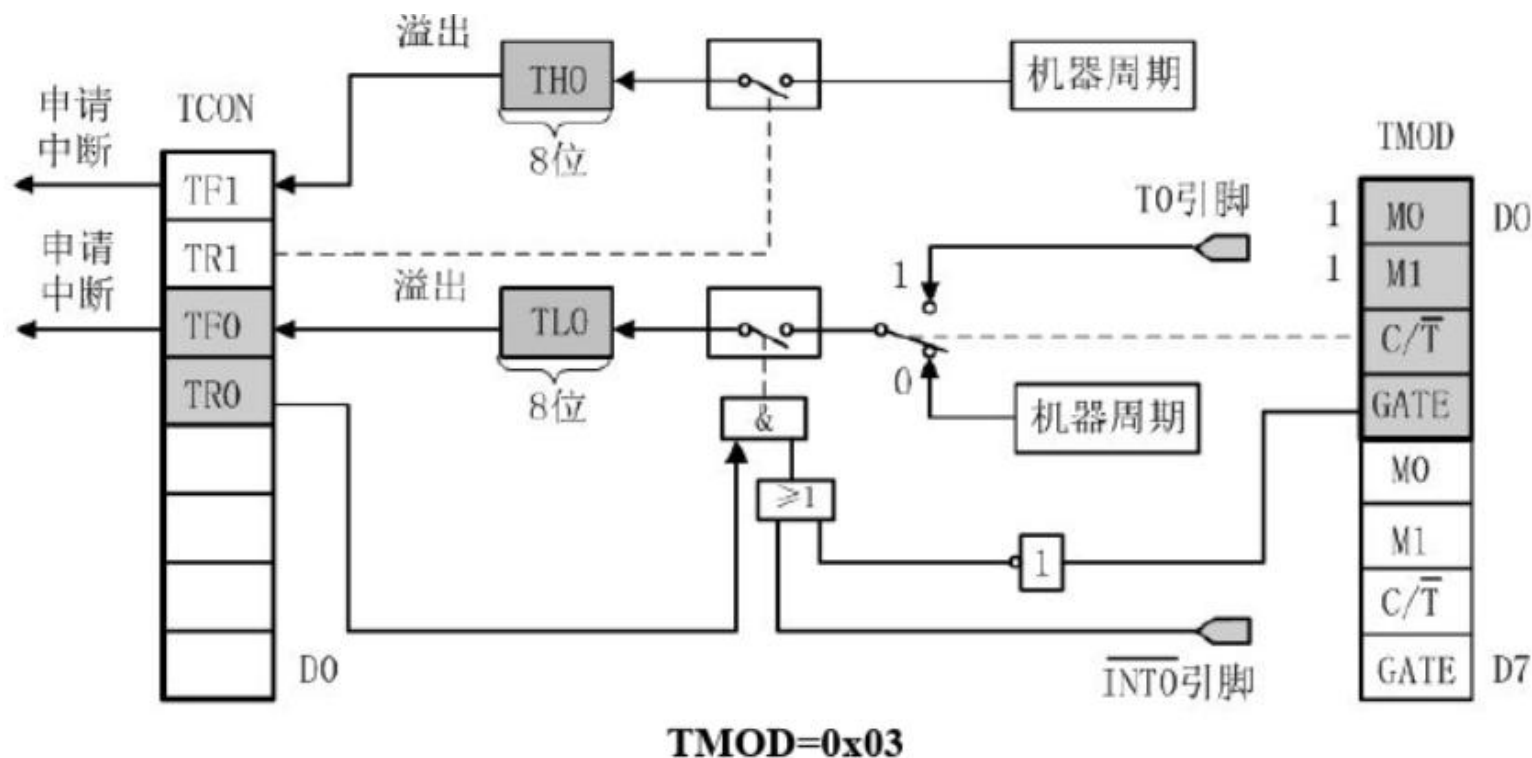 溢出
TH0
8位
机器周期
申请
中断
TCON
TF1
TR1
TF0
TR0
D0
申请
中断
溢出
TL0
8位
&
≥1
1
T0引脚
1
0
机器周期
INT0引脚
TMOD
1 M0 D0
1 M1
C/T̅
GATE
M0
M1
C/T̅
GATE D7
TMOD=0x03